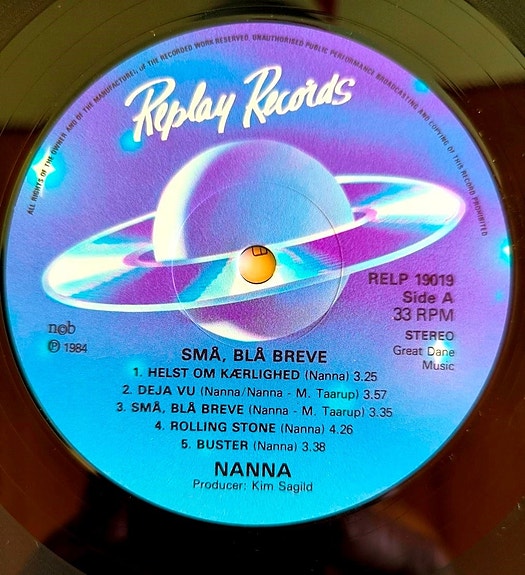 ALL RIGHTS OF THE OWNER AND OF THE MANUFACTURER, OF THE RECORDED WORK RESERVED, UNAUTHORISED PUBLIC PERFORMANCE BROADCASTING AND COPYING OF THIS RECORD PROHIBITED
Replay Records
RELP 19019
Side A
33 RPM
STEREO
Great Dane
Music
n©b
℗ 1984
SMÅ, BLÅ BREVE
1. HELST OM KÆRLIGHED (Nanna) 3.25
2. DEJA VU (Nanna/Nanna - M. Taarup) 3.57
3. SMÅ, BLÅ BREVE (Nanna - M. Taarup) 3.35
4. ROLLING STONE (Nanna) 4.26
5. BUSTER (Nanna) 3.38
NANNA
Producer: Kim Sagild